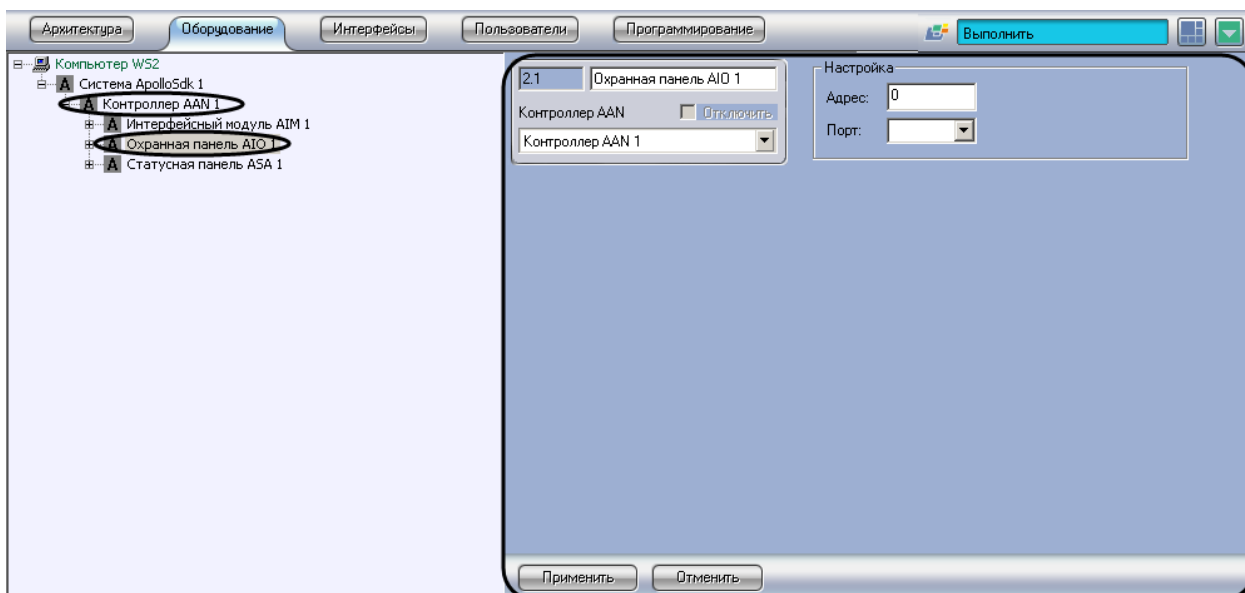 Архитектура Оборудование Интерфейсы Пользователи Программирование Выполнить
Компьютер WS2
Система ApolloSdk 1
Контроллер AAN 1
Интерфейсный модуль AIM 1
Охранная панель AIO 1
Статусная панель ASA 1
2.1 Охранная панель AIO 1
Контроллер AAN Отключить
Контроллер AAN 1
Настройка
Адрес: 0
Порт:
Применить Отменить